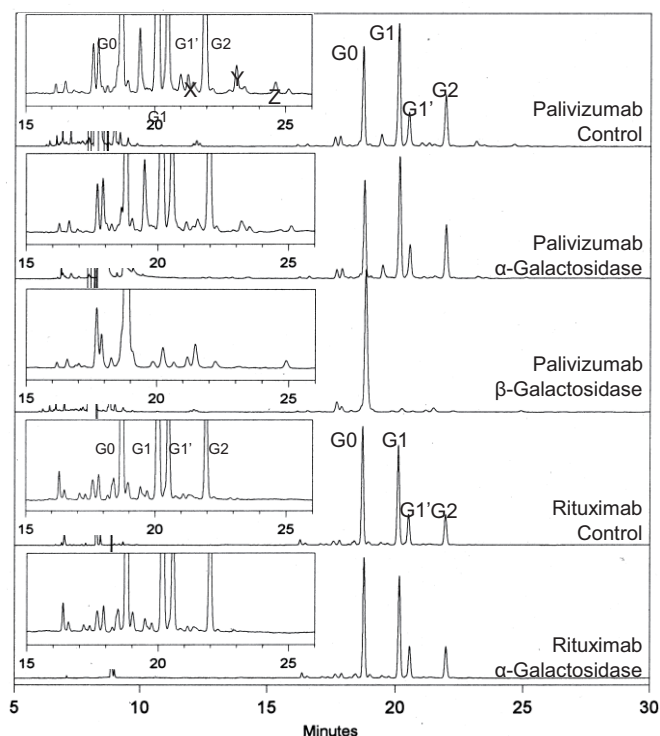 G0 G1' G2
X Y Z
15 20 25
G1
G0 G1 G1' G2
Palivizumab
Control
15 20 25
Palivizumab
α-Galactosidase
15 20 25
Palivizumab
β-Galactosidase
G0 G1 G1' G2
15 20 25
G0 G1 G1' G2
Rituximab
Control
15 20 25
Rituximab
α-Galactosidase
5 10 15 20 25 30
Minutes